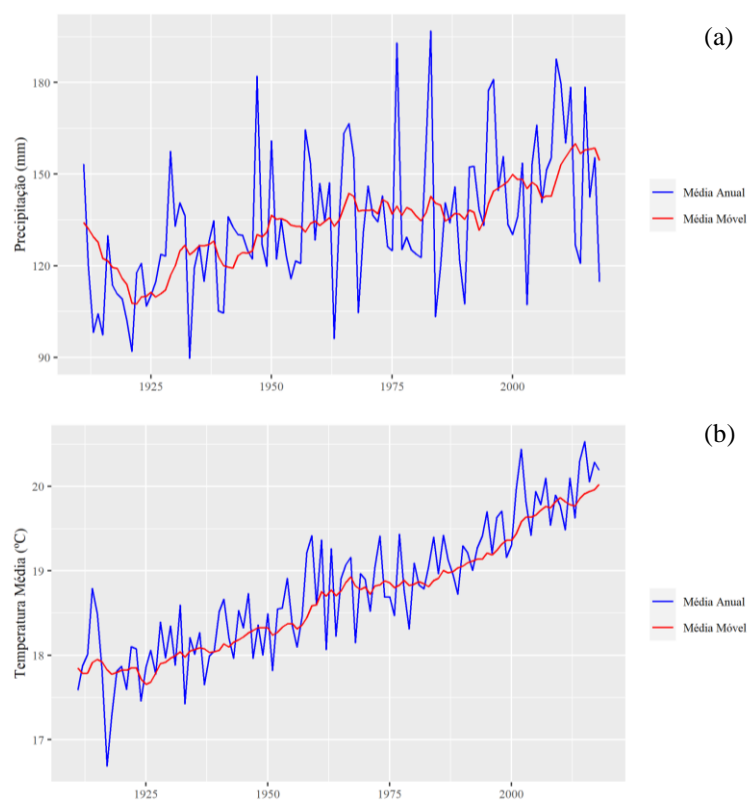 (a)
Precipitação (mm)
180
150
120
90
1925 1950 1975 2000
Média Anual
Média Móvel
(b)
Temperatura Média (ºC)
20
19
18
17
1925 1950 1975 2000
Média Anual
Média Móvel